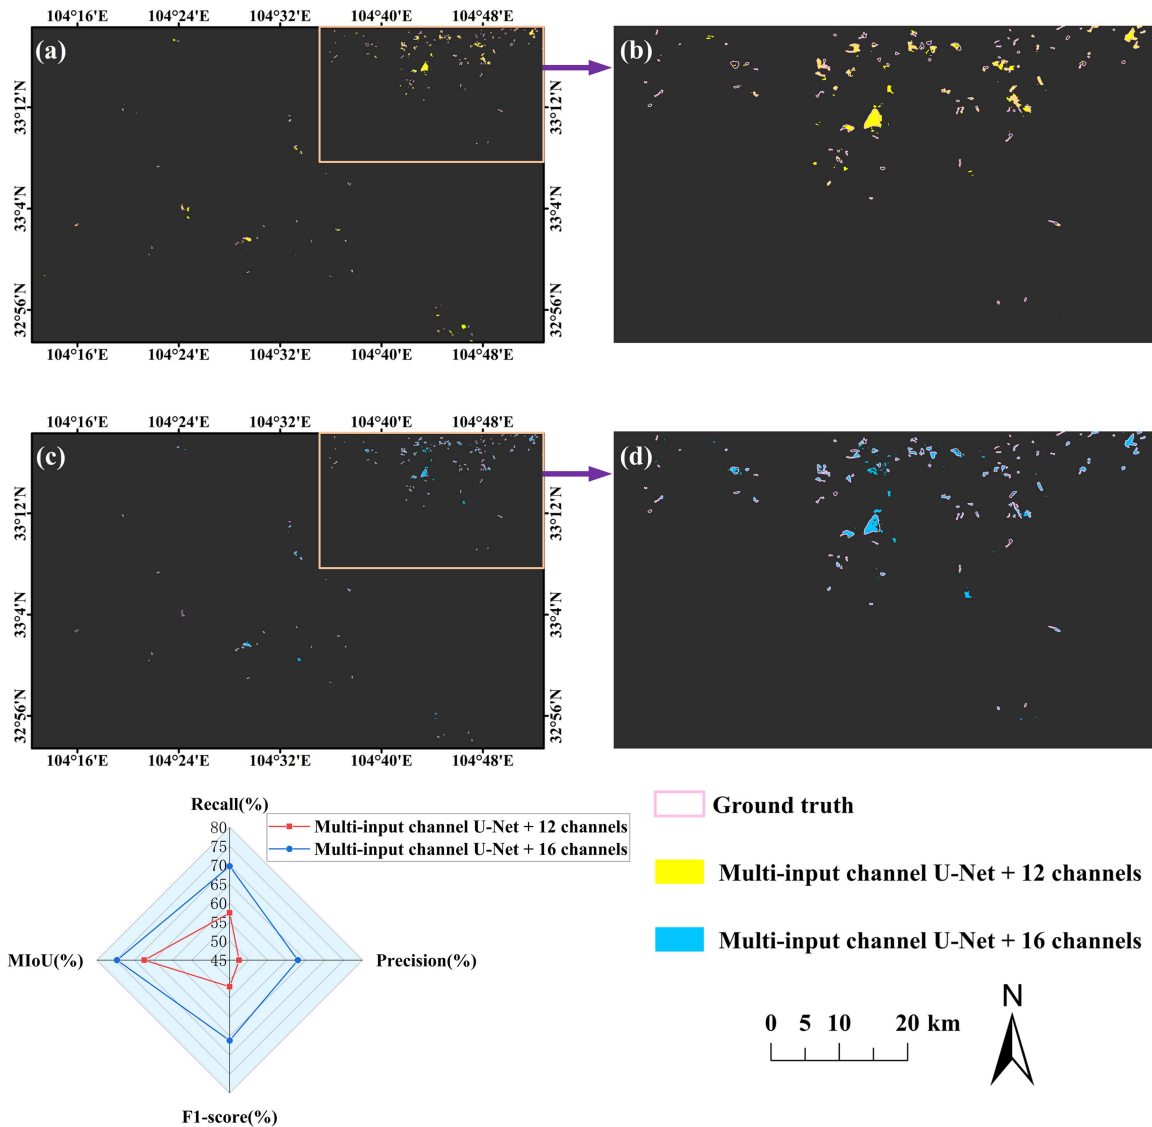 104°16'E 104°24'E 104°32'E 104°40'E 104°48'E
(a) (b)
33°12'N 33°12'N
33°4'N 33°4'N
32°56'N 32°56'N
104°16'E 104°24'E 104°32'E 104°40'E 104°48'E
104°16'E 104°24'E 104°32'E 104°40'E 104°48'E
(c) (d)
33°12'N 33°12'N
33°4'N 33°4'N
32°56'N 32°56'N
104°16'E 104°24'E 104°32'E 104°40'E 104°48'E
Recall(%)
80
75
70
65
60
55
50
45
Multi-input channel U-Net + 12 channels
Multi-input channel U-Net + 16 channels
MIoU(%)
Precision(%)
F1-score(%)
Ground truth
Multi-input channel U-Net + 12 channels
Multi-input channel U-Net + 16 channels
0 5 10 20 km
N